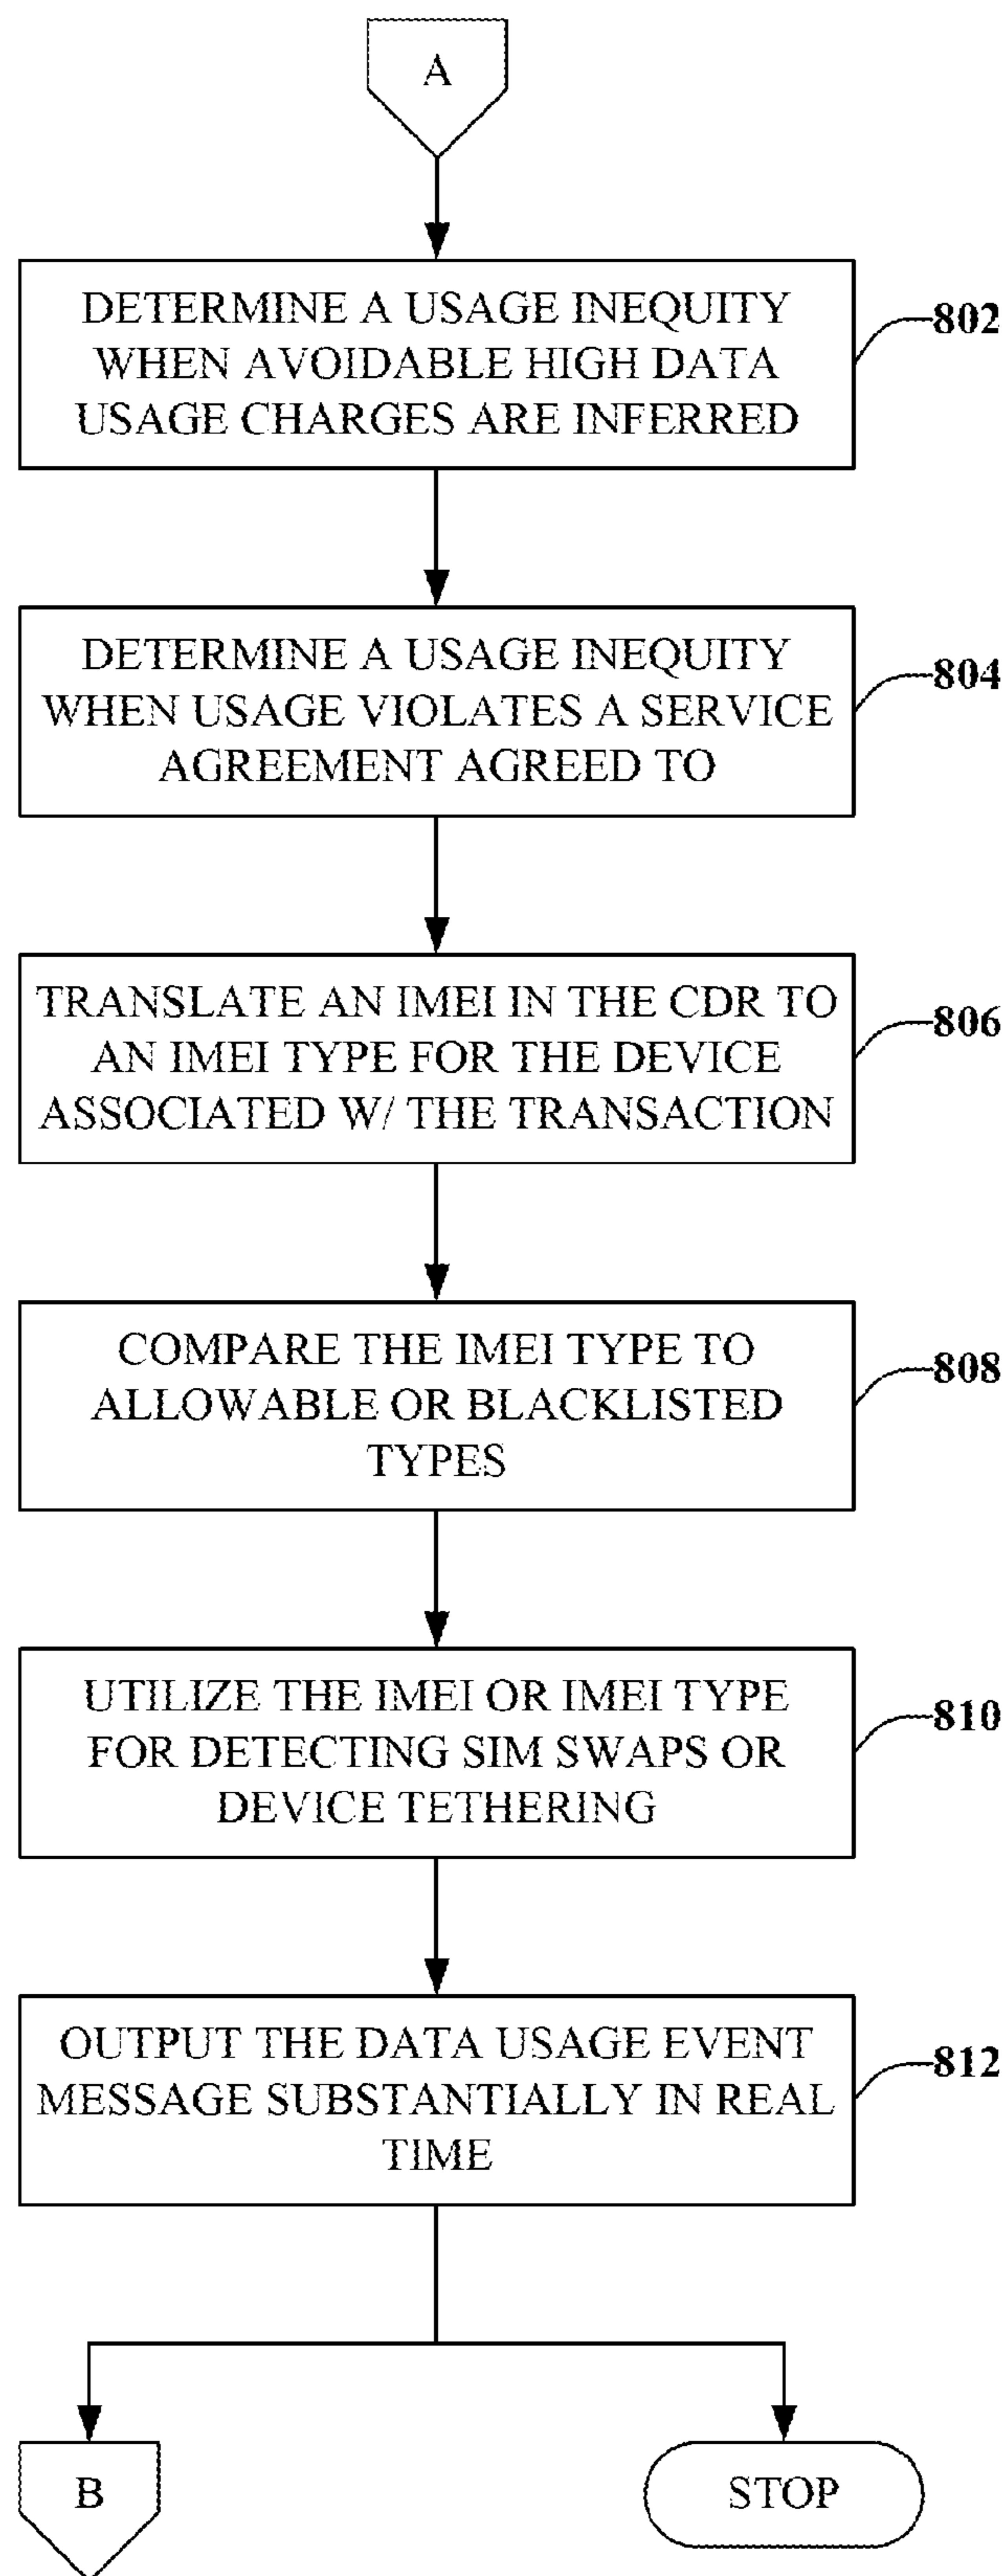 A
DETERMINE A USAGE INEQUITY
WHEN AVOIDABLE HIGH DATA
USAGE CHARGES ARE INFERRED
802
DETERMINE A USAGE INEQUITY
WHEN USAGE VIOLATES A SERVICE
AGREEMENT AGREED TO
804
TRANSLATE AN IMEI IN THE CDR TO
AN IMEI TYPE FOR THE DEVICE
ASSOCIATED W/ THE TRANSACTION
806
COMPARE THE IMEI TYPE TO
ALLOWABLE OR BLACKLISTED
TYPES
808
UTILIZE THE IMEI OR IMEI TYPE
FOR DETECTING SIM SWAPS OR
DEVICE TETHERING
810
OUTPUT THE DATA USAGE EVENT
MESSAGE SUBSTANTIALLY IN REAL
TIME
812
B
STOP